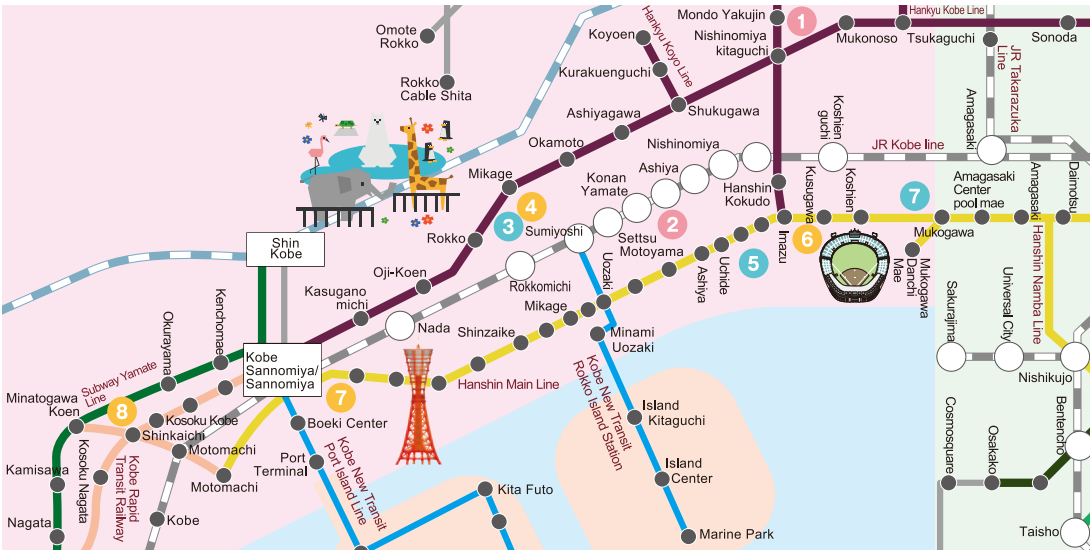 Omote
Rokko
Rokko
Cable Shita
Koyoen
Hankyu Koyo Line
Kurakuenguchi
Shukugawa
Ashiyagawa
Okamoto
Mikage
Rokko
Oji-Koen
Kasugano
michi
Mondo Yakujin
1
Nishinomiya
kitaguchi
Mukonoso
Hankyu Kobe Line
Tsukaguchi
Sonoda
JR Takarazuka
Line
Amagasaki
JR Kobe line
Koshien
guchi
Nishinomiya
Ashiya
Konan
Yamate
Settsu
Motoyama
2
4
3
Sumiyoshi
Rokkomichi
Nada
Hanshin
Kokudo
Kusugawa
Koshien
7
Amagasaki
Center
pool mae
Amagasaki
Daimotsu
Mukogawa
Mukogawa
Danchi
Mae
Hanshin Namba Line
6
Imazu
5
Uchide
Ashiya
Uozaki
Mikage
Shinzaike
Hanshin Main Line
Minami
Uozaki
Kobe New Transit
Rokko Island Station
Island
Kitaguchi
Island
Center
Marine Park
Sakurajima
Universal City
Nishikujo
Cosmosquare
Osakako
Bentencho
Taisho
Shin
Kobe
Kobe
Sannomiya/
Sannomiya
7
Kenchomae
Okurayama
Subway Yamate
Line
Minatogawa
Koen
8
Kosoku Kobe
Shinkaichi
Motomachi
Motomachi
Kamisawa
Kosoku Nagata
Kobe Rapid
Transit Railway
Nagata
Kobe
Boeki Center
Port
Terminal
Kobe New Transit
Port Island Line
Kita Futo